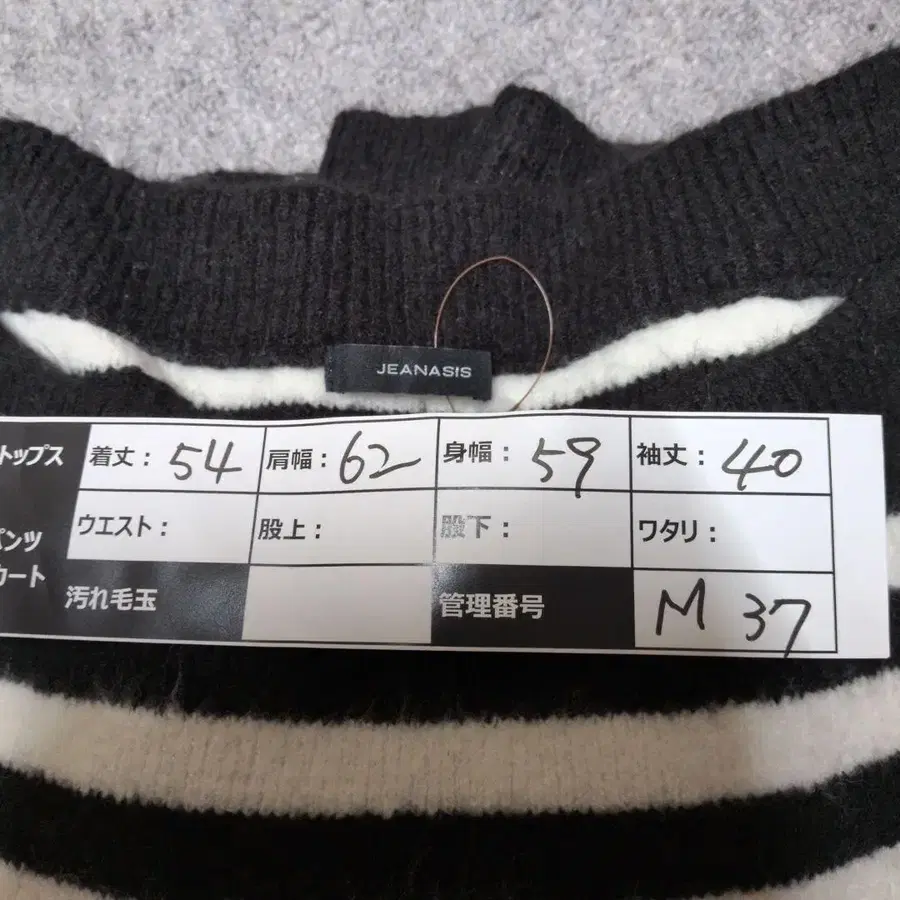 JEANASIS
トップス 着丈: 54 肩幅: 62 身幅: 59 袖丈: 40
パンツ ウエスト: 股上: 股下: ワタリ:
カート
汚れ毛玉 管理番号 M 37